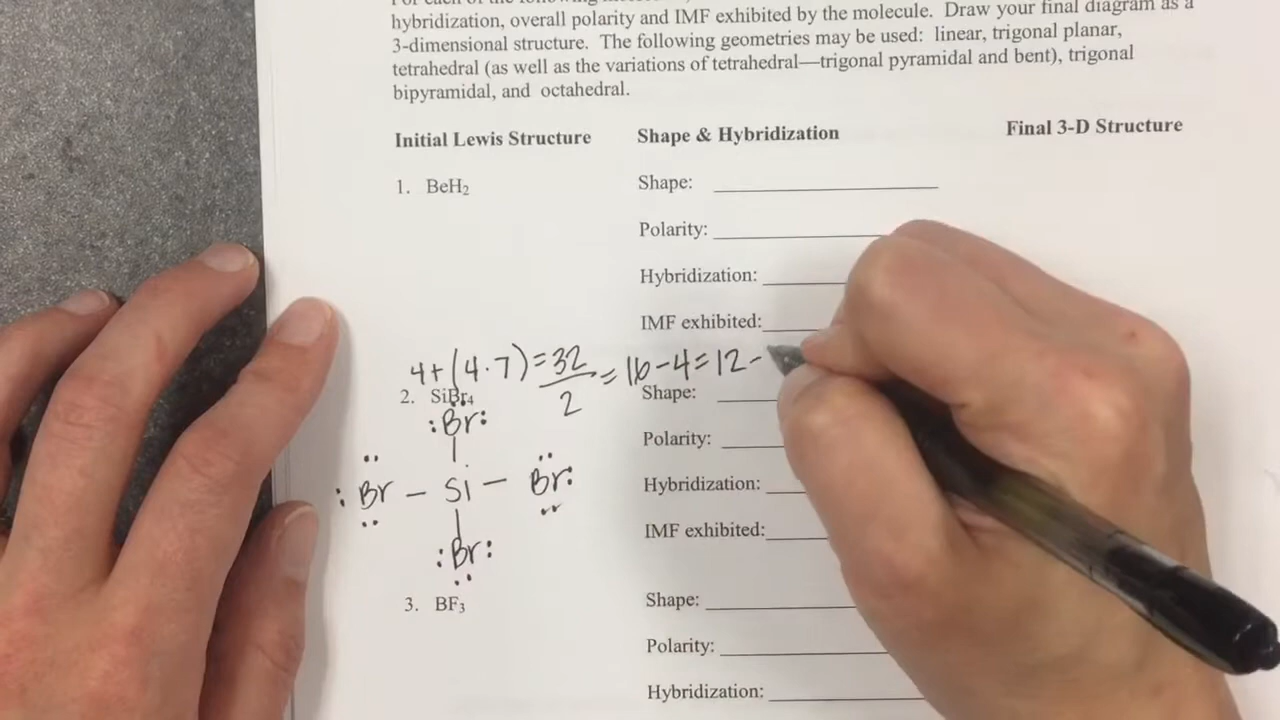 hybridization, overall polarity and IMF exhibited by the molecule. Draw your final diagram as a
3-dimensional structure. The following geometries may be used: linear, trigonal planar,
tetrahedral (as well as the variations of tetrahedral—trigonal pyramidal and bent), trigonal
bipyramidal, and octahedral.
Initial Lewis Structure Shape & Hybridization Final 3-D Structure
1. BeH₂ Shape:
Polarity:
Hybridization:
IMF exhibited:
4+(4·7)=32/2 = 16-4=12-
2. SiBr₄ Shape:
:Br:
Polarity:
:Br - Si - Br: Hybridization:
IMF exhibited:
:Br:
3. BF₃ Shape:
Polarity:
Hybridization: